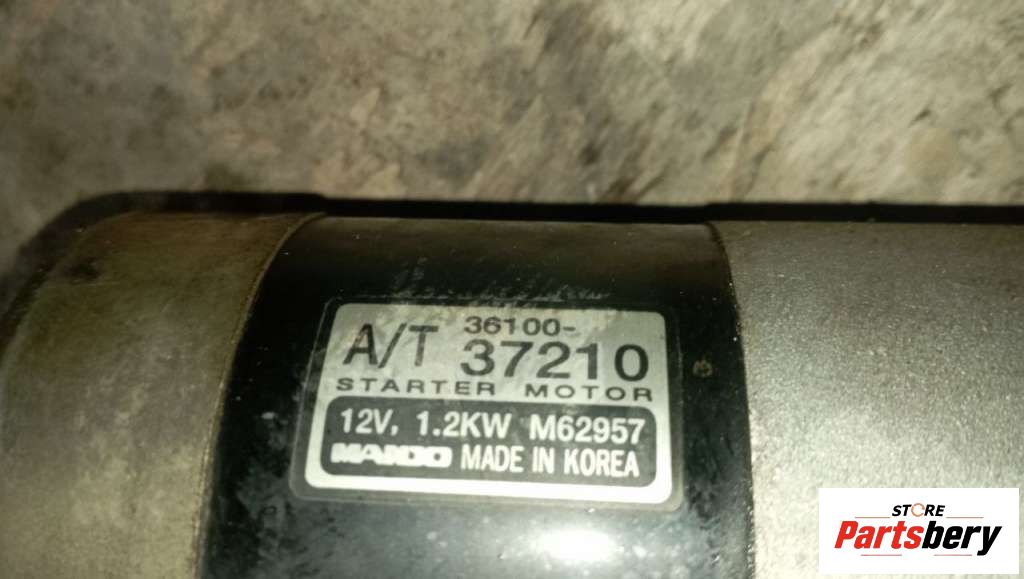 A/T 36100-
37210
STARTER MOTOR
12V, 1.2KW M62957
MANDO MADE IN KOREA
STORE
Partsbery